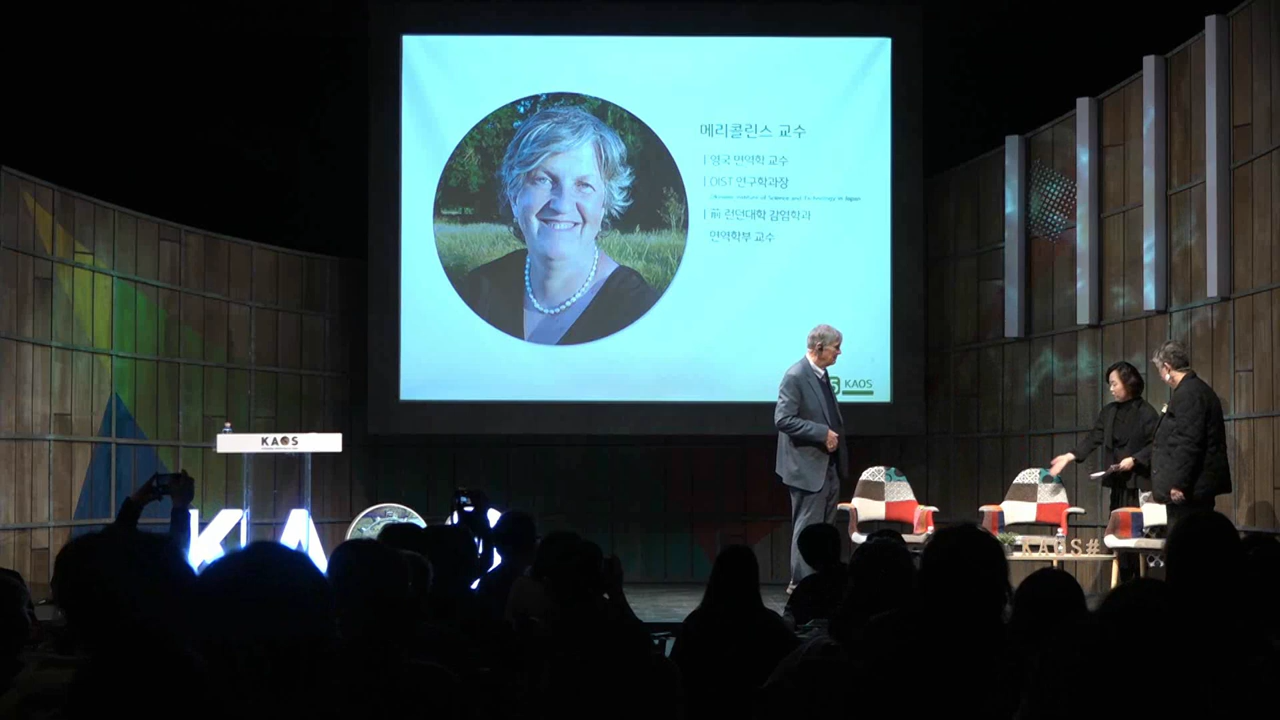 메리콜린스 교수
| 영국 면역학 교수
| OIST 연구학과장
Okinawa Institute of Science and Technology in Japan
| 前 런던대학 감염학과
면역학부 교수
KAOS
KAOS
KA
KAOS#